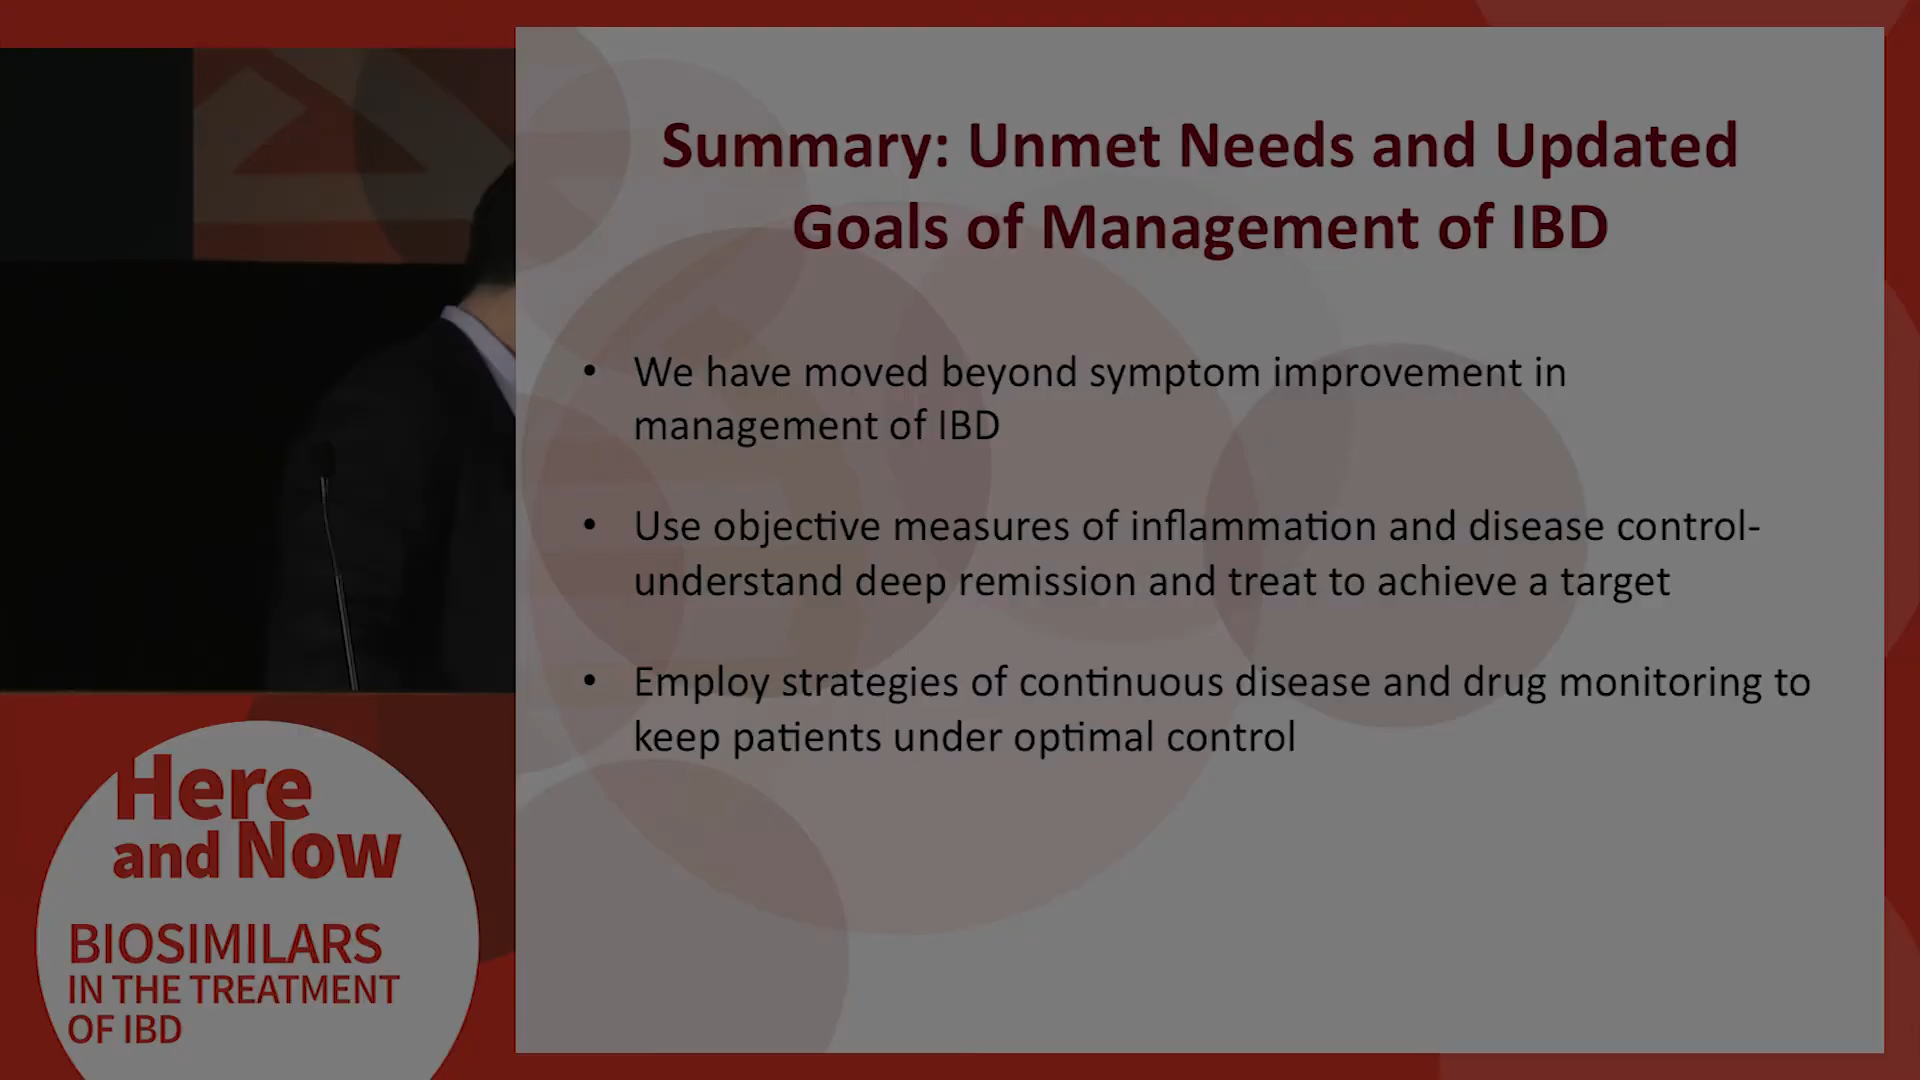 Summary: Unmet Needs and Updated
Goals of Management of IBD
• We have moved beyond symptom improvement in
management of IBD
• Use objective measures of inflammation and disease control-
understand deep remission and treat to achieve a target
• Employ strategies of continuous disease and drug monitoring to
keep patients under optimal control
Here
and Now
BIOSIMILARS
IN THE TREATMENT
OF IBD